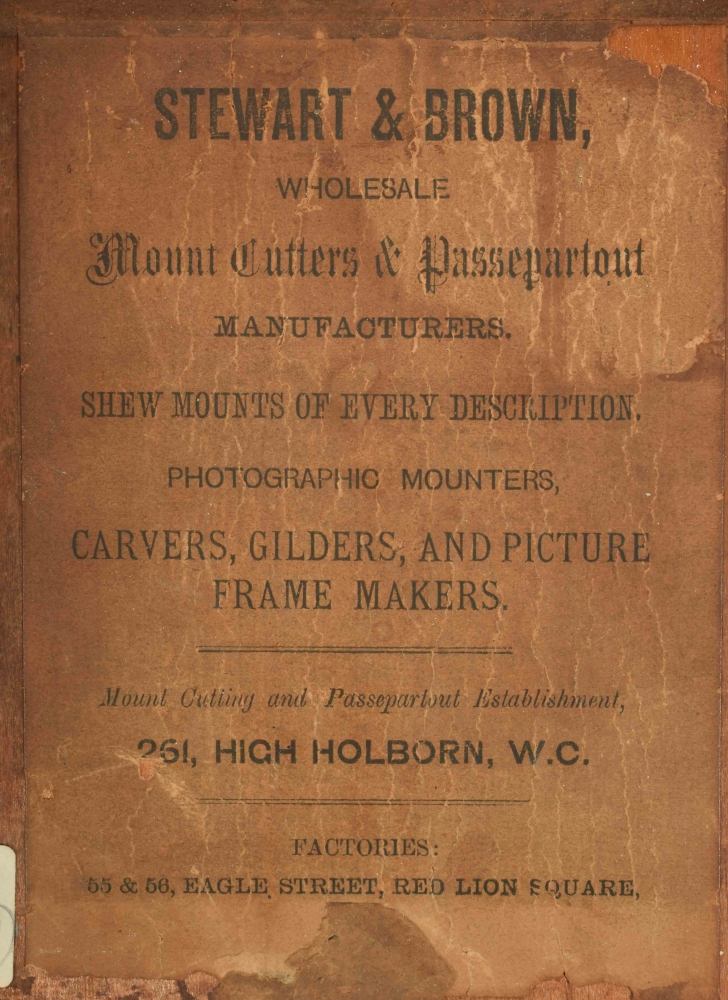 STEWART & BROWN,
WHOLESALE
Mount Cutters & Passepartout
MANUFACTURERS.
SHEW MOUNTS OF EVERY DESCRIPTION.
PHOTOGRAPHIC MOUNTERS,
CARVERS, GILDERS, AND PICTURE
FRAME MAKERS.
Mount Cutting and Passepartout Establishment,
261, HIGH HOLBORN, W.C.
FACTORIES:
55 & 56, EAGLE STREET, RED LION SQUARE,